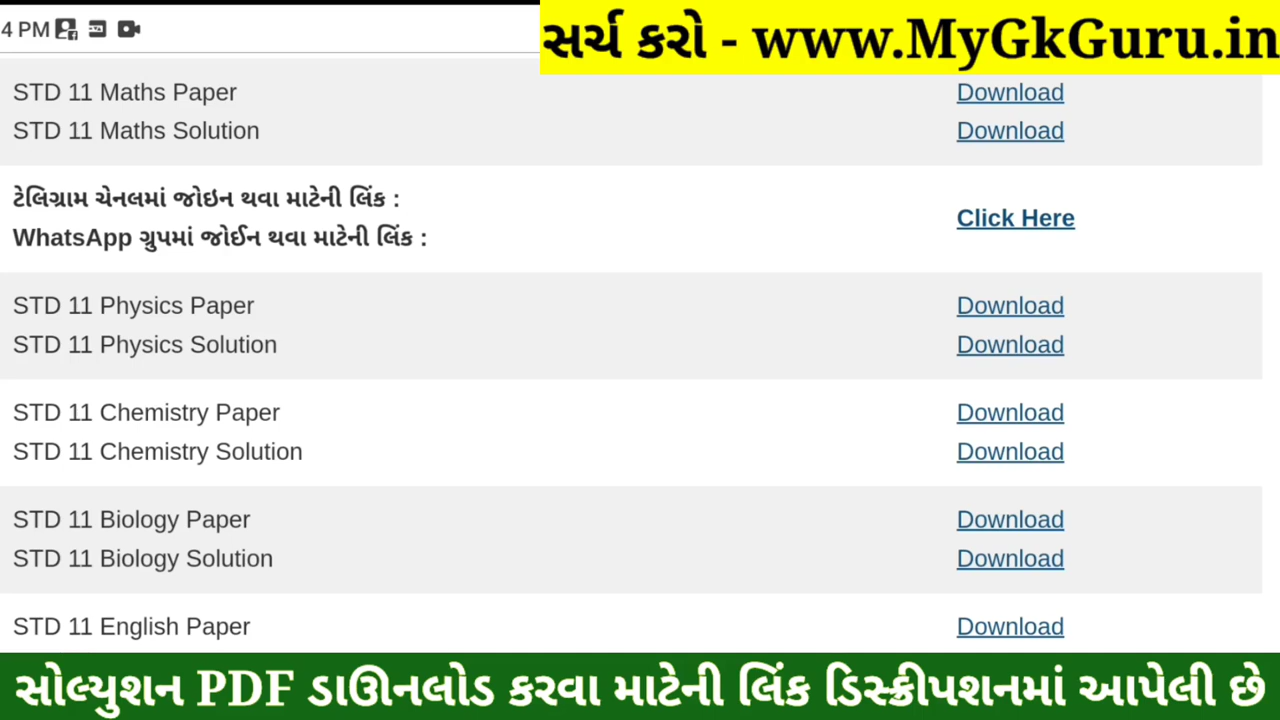 4 PM
સર્ચ કરો - www.MyGkGuru.in
STD 11 Maths Paper Download
STD 11 Maths Solution Download
ટેલિગ્રામ ચેનલમાં જોઇન થવા માટેની લિંક :
Click Here
WhatsApp ગ્રુપમાં જોઈન થવા માટેની લિંક :
STD 11 Physics Paper Download
STD 11 Physics Solution Download
STD 11 Chemistry Paper Download
STD 11 Chemistry Solution Download
STD 11 Biology Paper Download
STD 11 Biology Solution Download
STD 11 English Paper Download
સોલ્યુશન PDF ડાઊનલોડ કરવા માટેની લિંક ડિસ્ક્રીપશનમાં આપેલી છે